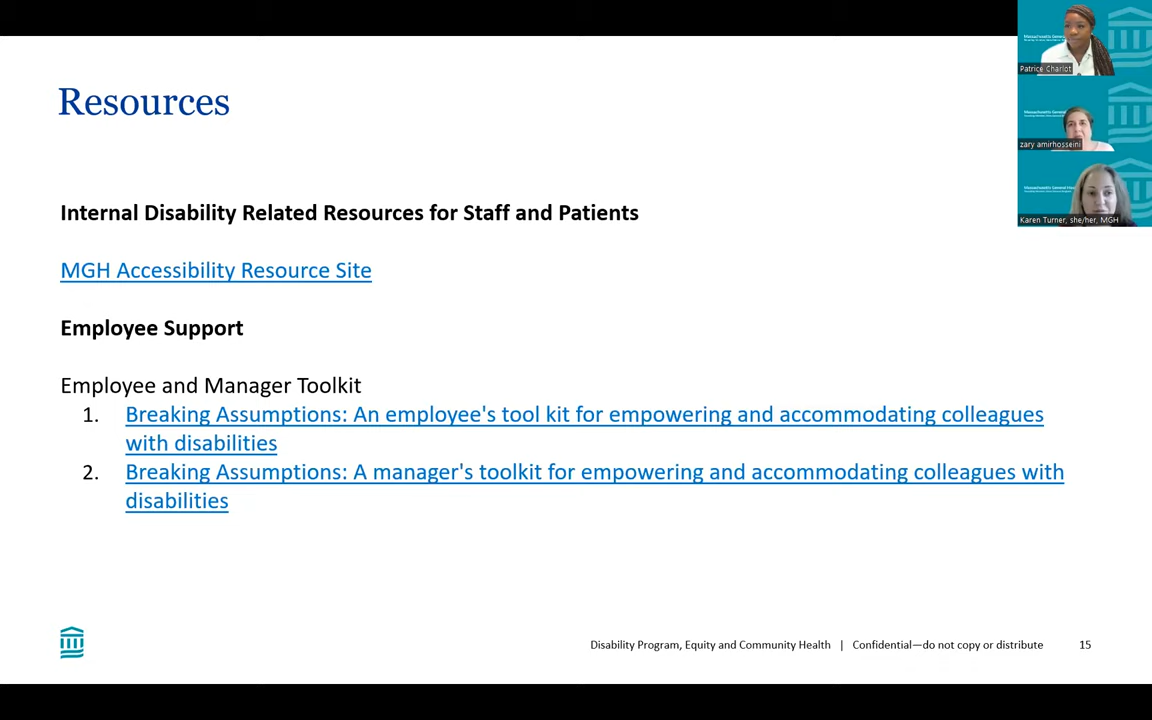 Resources
Internal Disability Related Resources for Staff and Patients
MGH Accessibility Resource Site
Employee Support
Employee and Manager Toolkit
1. Breaking Assumptions: An employee's tool kit for empowering and accommodating colleagues
with disabilities
2. Breaking Assumptions: A manager's toolkit for empowering and accommodating colleagues with
disabilities
Disability Program, Equity and Community Health | Confidential—do not copy or distribute 15
Patrice Charlot
zary amirhosseini
Karen Turner, she/her, MGH